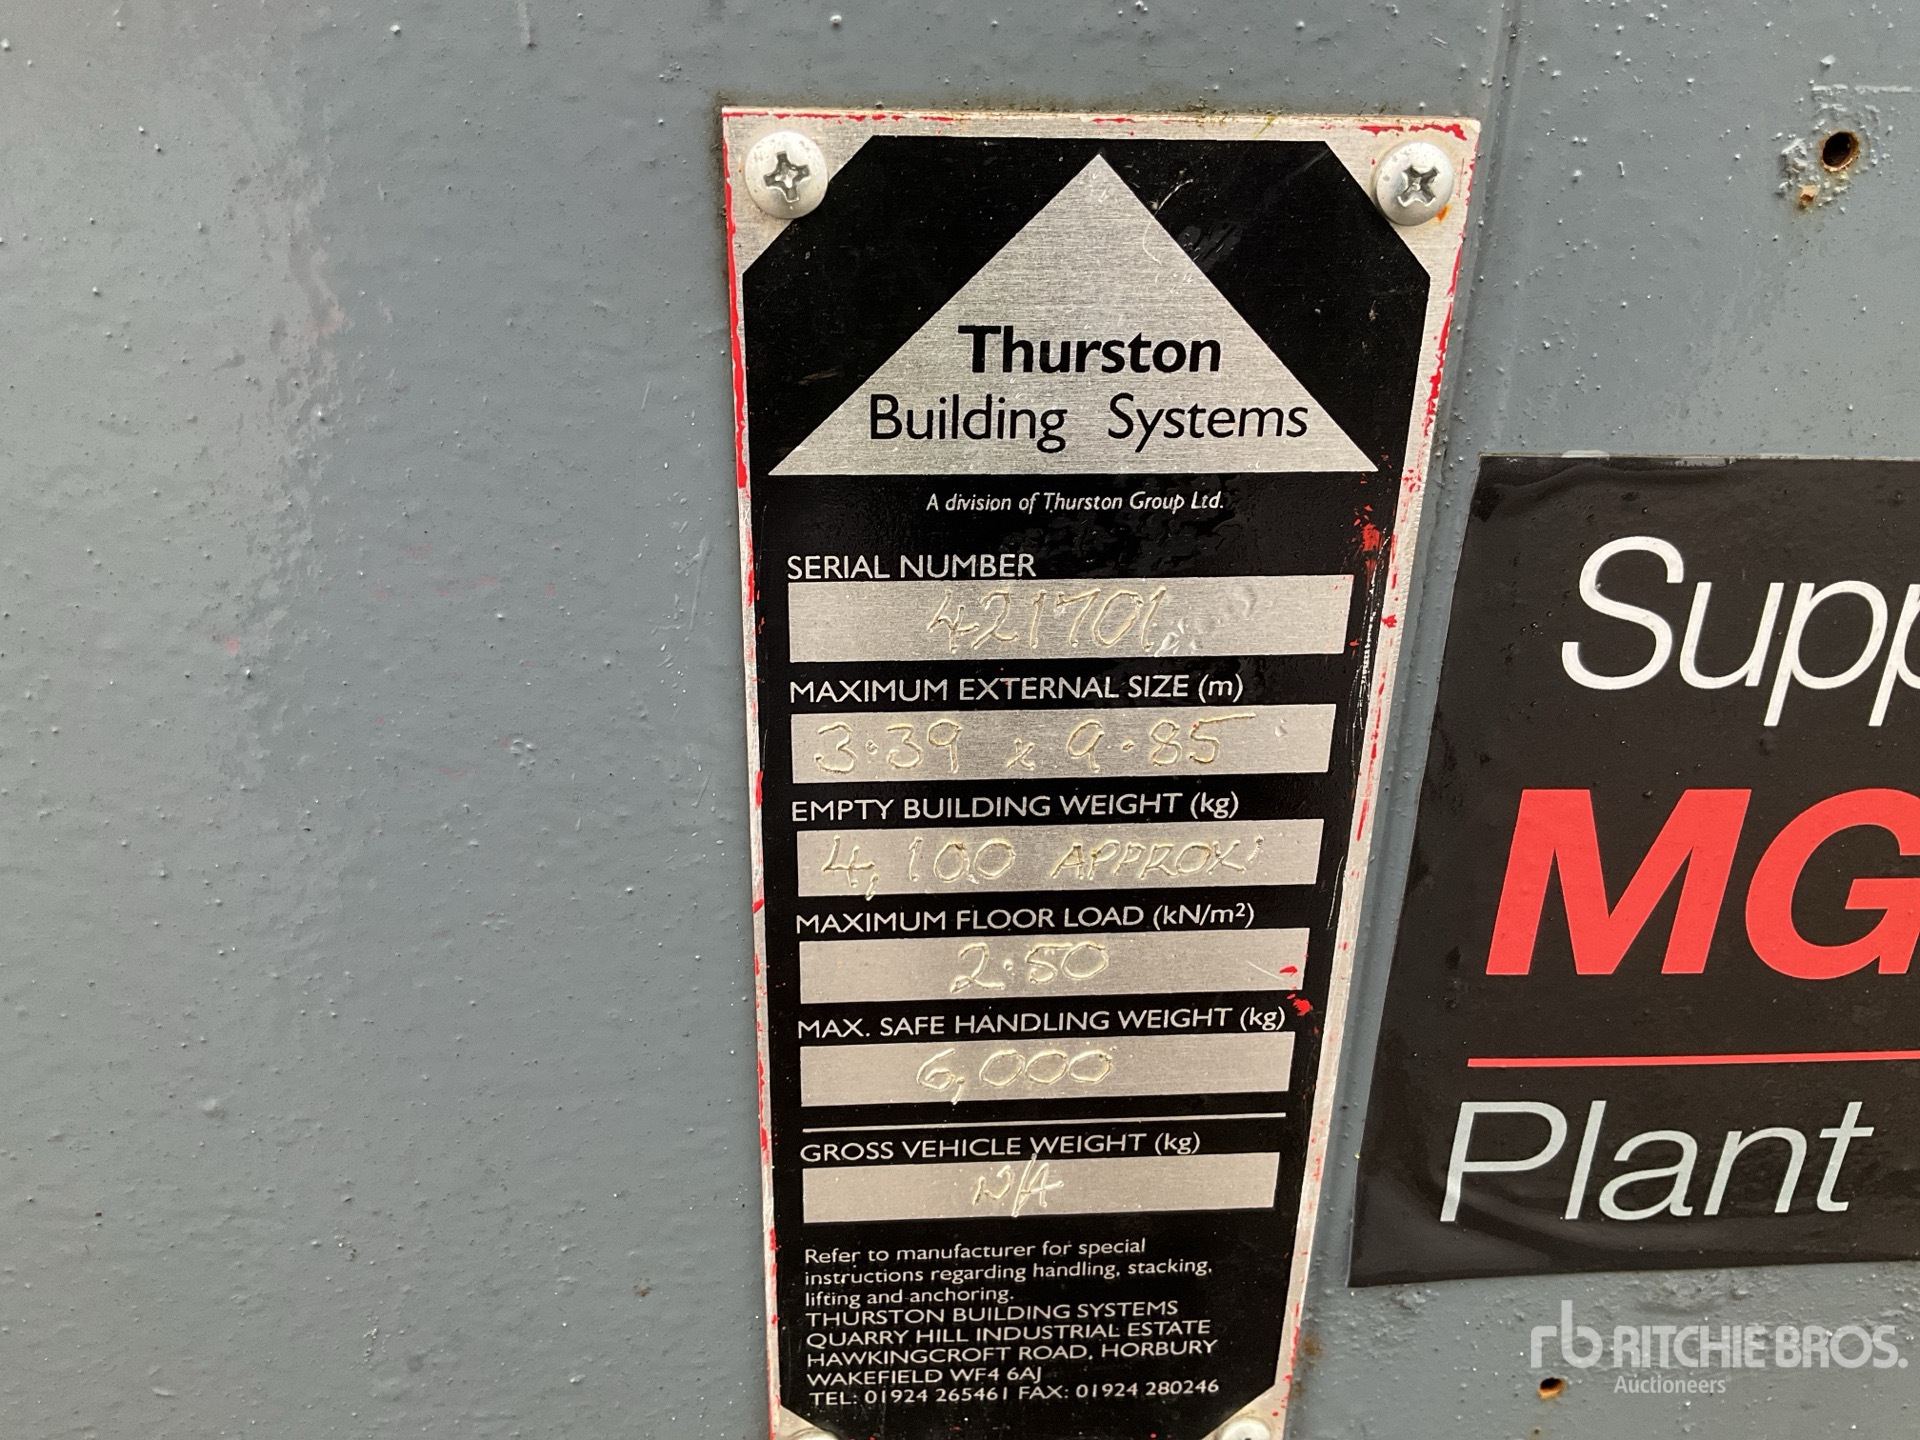 Thurston
Building Systems
A division of Thurston Group Ltd.
SERIAL NUMBER
421701
MAXIMUM EXTERNAL SIZE (m)
3.39 x 9.85
EMPTY BUILDING WEIGHT (kg)
4,100 APPROX
MAXIMUM FLOOR LOAD (kN/m²)
2.50
MAX. SAFE HANDLING WEIGHT (kg)
6,000
GROSS VEHICLE WEIGHT (kg)
N/A
Refer to manufacturer for special
instructions regarding handling, stacking,
lifting and anchoring.
THURSTON BUILDING SYSTEMS
QUARRY HILL INDUSTRIAL ESTATE
HAWKINGCROFT ROAD, HORBURY
WAKEFIELD WF4 6AJ
TEL: 01924 265461 FAX: 01924 280246
Supp
MG
Plant
rb RITCHIE BROS.
Auctioneers